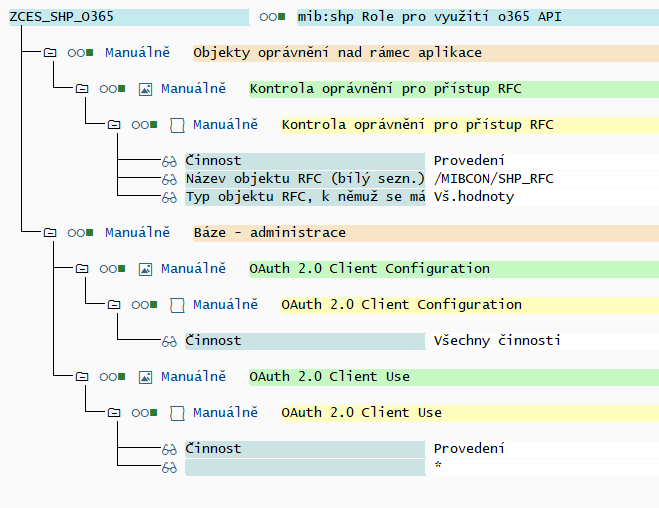 ZCES_SHP_O365 mib:shp Role pro využití o365 API
Manuálně Objekty oprávnění nad rámec aplikace
Manuálně Kontrola oprávnění pro přístup RFC
Manuálně Kontrola oprávnění pro přístup RFC
Činnost Provedení
Název objektu RFC (bílý sezn.) /MIBCON/SHP_RFC
Typ objektu RFC, k němuž se má Vš.hodnoty
Manuálně Báze - administrace
Manuálně OAuth 2.0 Client Configuration
Manuálně OAuth 2.0 Client Configuration
Činnost Všechny činnosti
Manuálně OAuth 2.0 Client Use
Manuálně OAuth 2.0 Client Use
Činnost Provedení
*